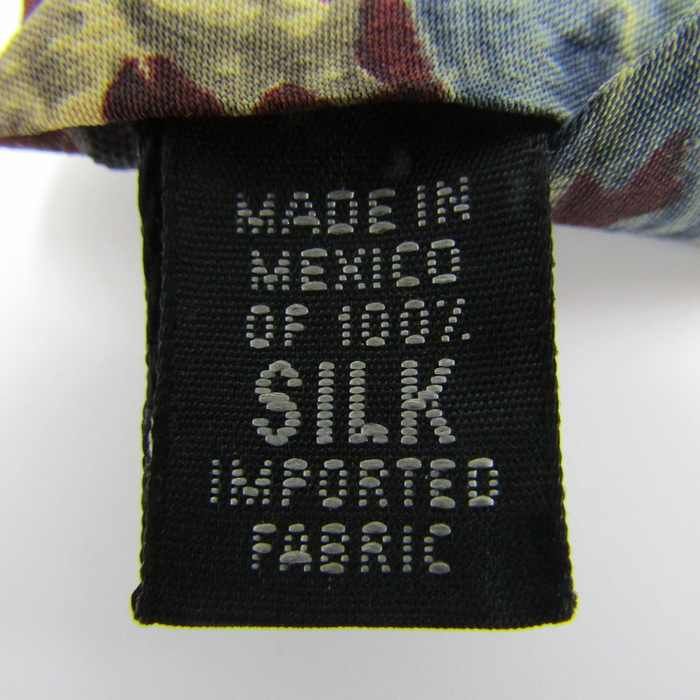 MADE IN
MEXICO
OF 100%
SILK
IMPORTED
FABRIC